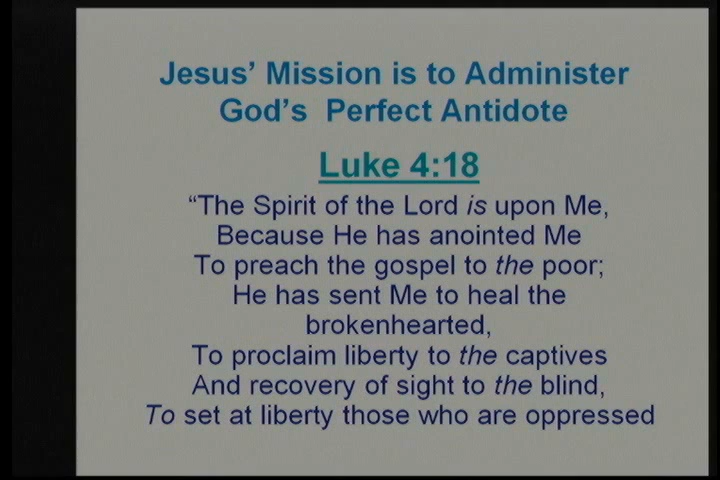 Jesus’ Mission is to Administer
God’s  Perfect Antidote
Luke 4:18
“The Spirit of the Lord is upon Me,
Because He has anointed Me
To preach the gospel to the poor;
He has sent Me to heal the
brokenhearted,
To proclaim liberty to the captives
And recovery of sight to the blind,
To set at liberty those who are oppressed